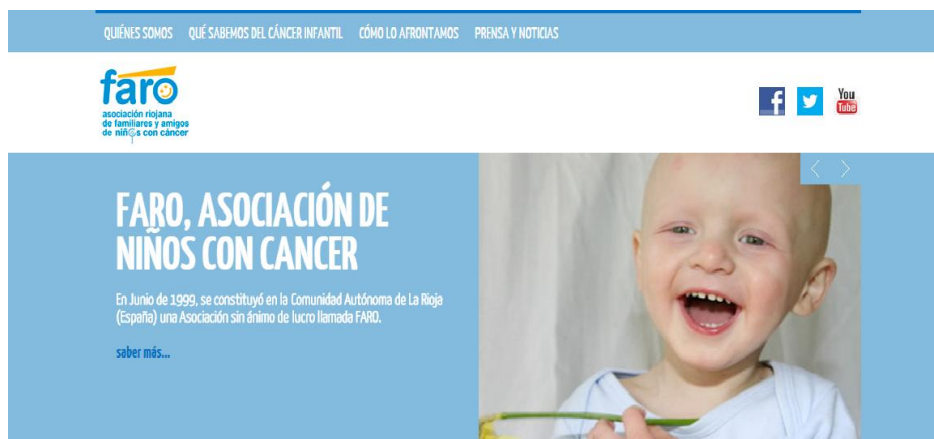 QUIÉNES SOMOS QUÉ SABEMOS DEL CÁNCER INFANTIL CÓMO LO AFRONTAMOS PRENSA Y NOTICIAS
faro
asociación riojana
de familiares y amigos
de niñ@s con cáncer
You
Tube
FARO, ASOCIACIÓN DE
NIÑOS CON CANCER
En Junio de 1999, se constituyó en la Comunidad Autónoma de La Rioja
(España) una Asociación sin ánimo de lucro llamada FARO.
saber más...